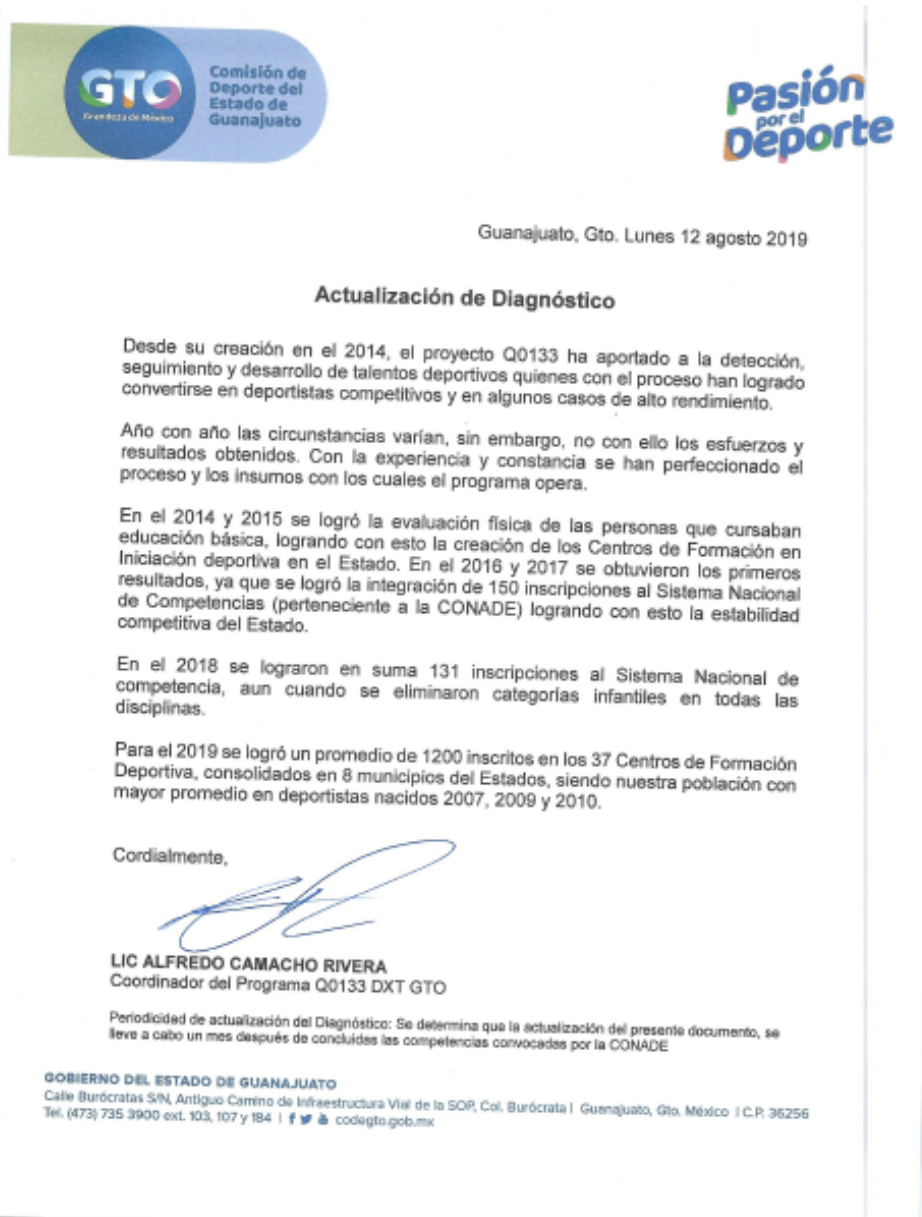 GTO
Grandeza de México
Comisión de
Deporte del
Estado de
Guanajuato
Pasión
por el
Deporte
Guanajuato, Gto. Lunes 12 agosto 2019
Actualización de Diagnóstico
Desde su creación en el 2014, el proyecto Q0133 ha aportado a la detección,
seguimiento y desarrollo de talentos deportivos quienes con el proceso han logrado
convertirse en deportistas competitivos y en algunos casos de alto rendimiento.
Año con año las circunstancias varían, sin embargo, no con ello los esfuerzos y
resultados obtenidos. Con la experiencia y constancia se han perfeccionado el
proceso y los insumos con los cuales el programa opera.
En el 2014 y 2015 se logró la evaluación física de las personas que cursaban
educación básica, logrando con esto la creación de los Centros de Formación en
Iniciación deportiva en el Estado. En el 2016 y 2017 se obtuvieron los primeros
resultados, ya que se logró la integración de 150 inscripciones al Sistema Nacional
de Competencias (perteneciente a la CONADE) logrando con esto la estabilidad
competitiva del Estado.
En el 2018 se lograron en suma 131 inscripciones al Sistema Nacional de
competencia, aun cuando se eliminaron categorías infantiles en todas las
disciplinas.
Para el 2019 se logró un promedio de 1200 inscritos en los 37 Centros de Formación
Deportiva, consolidados en 8 municipios del Estados, siendo nuestra población con
mayor promedio en deportistas nacidos 2007, 2009 y 2010.
Cordialmente,
LIC ALFREDO CAMACHO RIVERA
Coordinador del Programa Q0133 DXT GTO
Periodicidad de actualización del Diagnóstico: Se determina que la actualización del presente documento, se
lleve a cabo un mes después de concluidas las competencias convocadas por la CONADE
GOBIERNO DEL ESTADO DE GUANAJUATO
Calle Burócratas S/N, Antiguo Camino de Infraestructura Vial de la SOP, Col. Burócrata | Guanajuato, Gto. México | C.P. 36256
Tel. (473) 735 3900 ext. 103, 107 y 184 | codegto.gob.mx